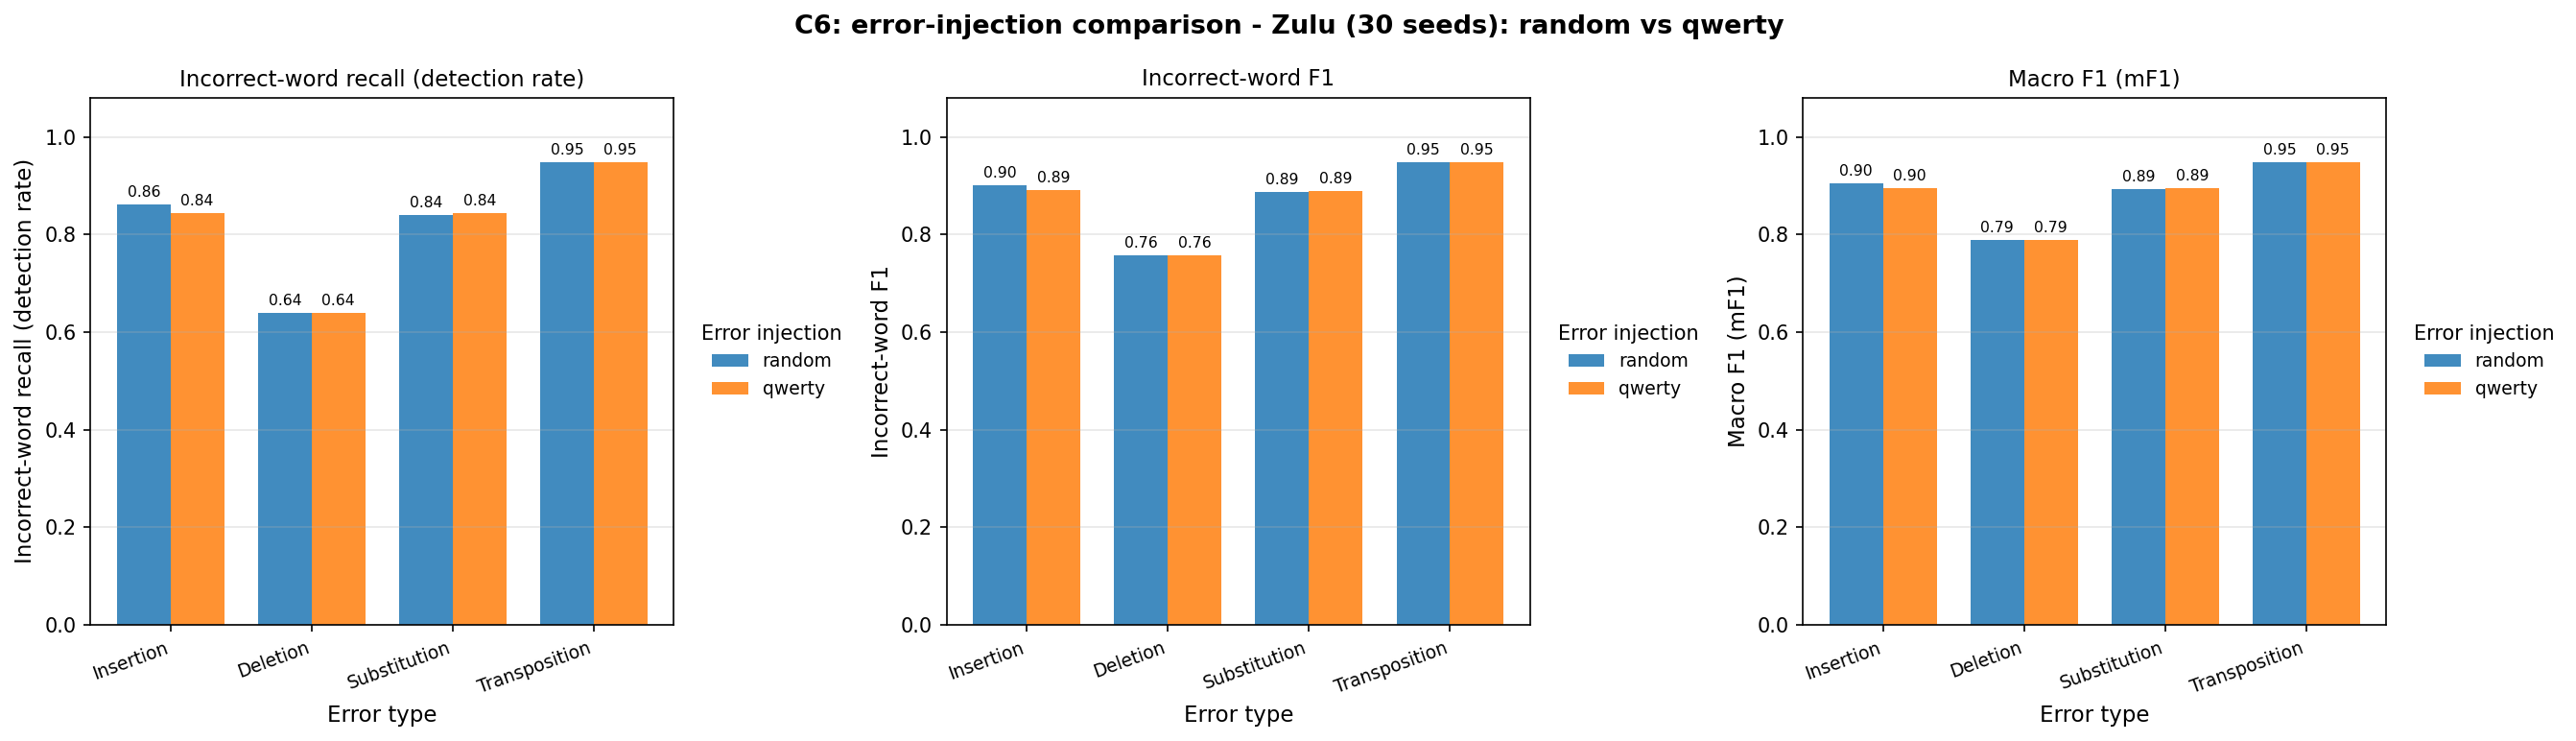 C6: error-injection comparison - Zulu (30 seeds): random vs qwerty
Incorrect-word recall (detection rate)
Incorrect-word recall (detection rate)
1.0
0.8
0.6
0.4
0.2
0.0
0.86
0.84
0.64
0.64
0.84
0.84
0.95
0.95
Insertion
Deletion
Substitution
Transposition
Error type
Error injection
random
qwerty
Incorrect-word F1
Incorrect-word F1
1.0
0.8
0.6
0.4
0.2
0.0
0.90
0.89
0.76
0.76
0.89
0.89
0.95
0.95
Insertion
Deletion
Substitution
Transposition
Error type
Error injection
random
qwerty
Macro F1 (mF1)
Macro F1 (mF1)
1.0
0.8
0.6
0.4
0.2
0.0
0.90
0.90
0.79
0.79
0.89
0.89
0.95
0.95
Insertion
Deletion
Substitution
Transposition
Error type
Error injection
random
qwerty